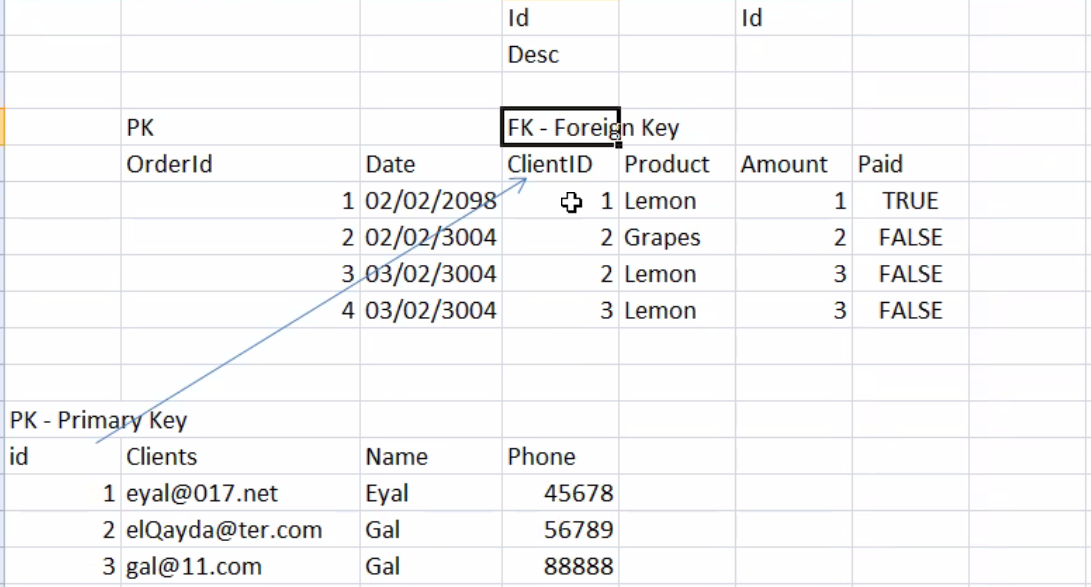 Id Id
Desc
PK FK - Foreign Key
OrderId Date ClientID Product Amount Paid
1 02/02/2098 1 Lemon 1 TRUE
2 02/02/3004 2 Grapes 2 FALSE
3 03/02/3004 2 Lemon 3 FALSE
4 03/02/3004 3 Lemon 3 FALSE
PK - Primary Key
id Clients Name Phone
1 eyal@017.net Eyal 45678
2 elQayda@ter.com Gal 56789
3 gal@11.com Gal 88888